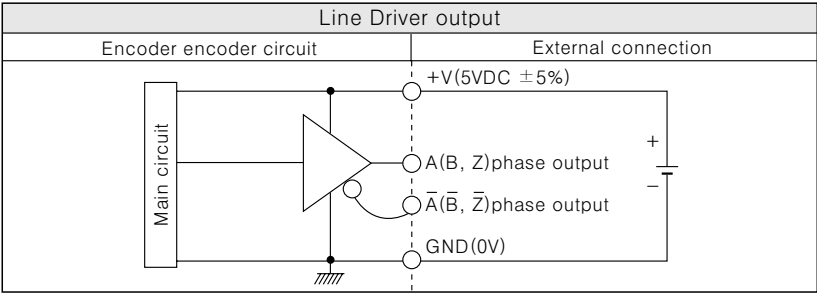 Line Driver output
Encoder encoder circuit
External connection
+V(5VDC ±5%)
Main circuit
A(B, Z)phase output
A̅(B̅, Z̅)phase output
GND(0V)
+
−